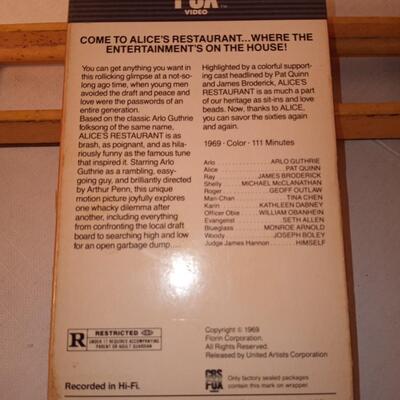 FOX
VIDEO
COME TO ALICE'S RESTAURANT...WHERE THE
ENTERTAINMENT'S ON THE HOUSE!
You can get anything you want in
this rollicking glimpse at a not-so-
long ago time, when young men
avoided the draft and peace and
love were the passwords of an
entire generation.
Based on the classic Arlo Guthrie
folksong of the same name,
ALICE'S RESTAURANT is as
brash, as poignant, and as hila-
riously funny as the famous tune
that inspired it. Starring Arlo
Guthrie as a rambling, easy-
going guy, and brilliantly directed
by Arthur Penn, this unique
motion picture joyfully explores
one whacky dilemma after
another, including everything
from confronting the local draft
board to searching high and low
for an open garbage dump....
Highlighted by a colorful support-
ing cast headlined by Pat Quinn
and James Broderick, ALICE'S
RESTAURANT is as much a part
of our heritage as sit-ins and love
beads. Now, thanks to ALICE,
you can savor the sixties again
and again.
1969 · Color · 111 Minutes
Arlo ARLO GUTHRIE
Alice PAT QUINN
Ray JAMES BRODERICK
Shelly MICHAEL McCLANATHAN
Roger GEOFF OUTLAW
Mari-Chan TINA CHEN
Karin KATHLEEN DABNEY
Officer Obie WILLIAM OBANHEIN
Evangelist SETH ALLEN
Blueglass MONROE ARNOLD
Woody JOSEPH BOLEY
Judge James Hannon HIMSELF
R RESTRICTED
UNDER 17 REQUIRES ACCOMPANYING
PARENT OR ADULT GUARDIAN
Copyright © 1969
Florin Corporation.
All Rights Reserved.
Released by United Artists Corporation
Recorded in Hi-Fi.
CBS
FOX
VIDEO
Only factory sealed packages
contain this mark on wrapper.